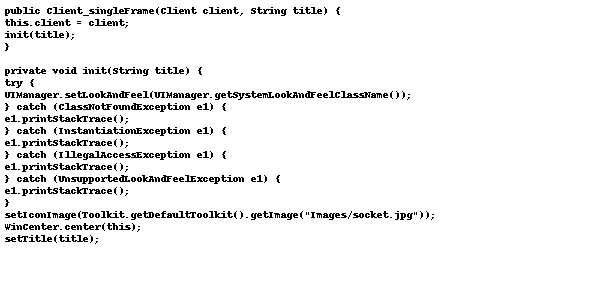 public Client_singleFrame(Client client, String title) {
this.client = client;
init(title);
}
private void init(String title) {
try {
UIManager.setLookAndFeel(UIManager.getSystemLookAndFeelClassName());
} catch (ClassNotFoundException e1) {
e1.printStackTrace();
} catch (InstantiationException e1) {
e1.printStackTrace();
} catch (IllegalAccessException e1) {
e1.printStackTrace();
} catch (UnsupportedLookAndFeelException e1) {
e1.printStackTrace();
}
setIconImage(Toolkit.getDefaultToolkit().getImage("Images/socket.jpg"));
WinCenter.center(this);
setTitle(title);